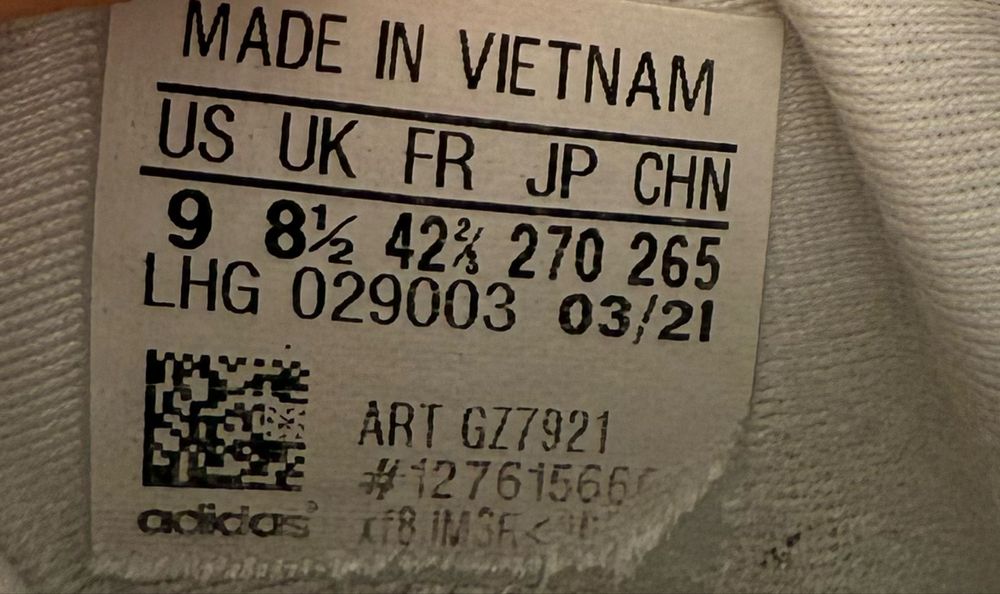 MADE IN VIETNAM
US UK FR JP CHN
9 8½ 42⅔ 270 265
LHG 029003 03/21
ART GZ7921
adidas®